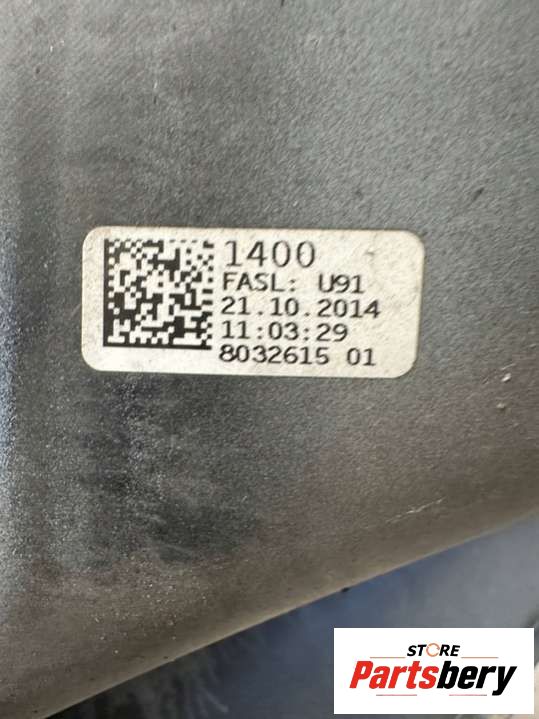 1400
FASL: U91
21.10.2014
11:03:29
8032615 01
STORE
Partsbery